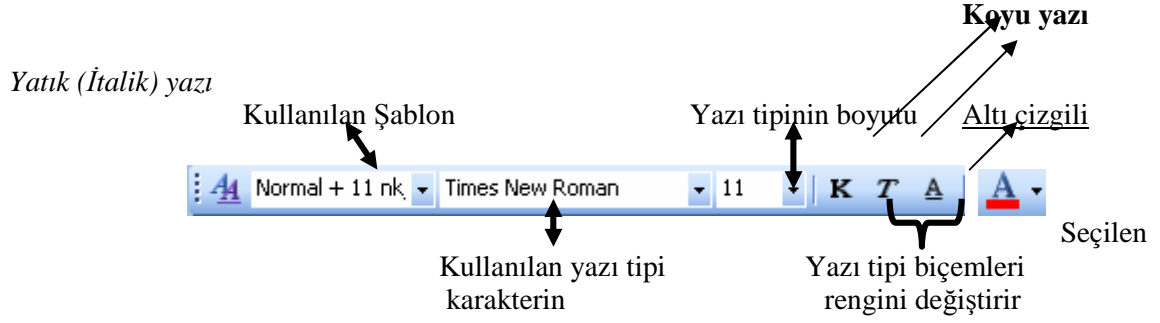 Koyu yazı
Yatık (İtalik) yazı
Kullanılan Şablon Yazı tipinin boyutu Altı çizgili
Normal + 11 nk Times New Roman 11 K T A A
Seçilen
Kullanılan yazı tipi Yazı tipi biçemleri
karakterin rengini değiştirir